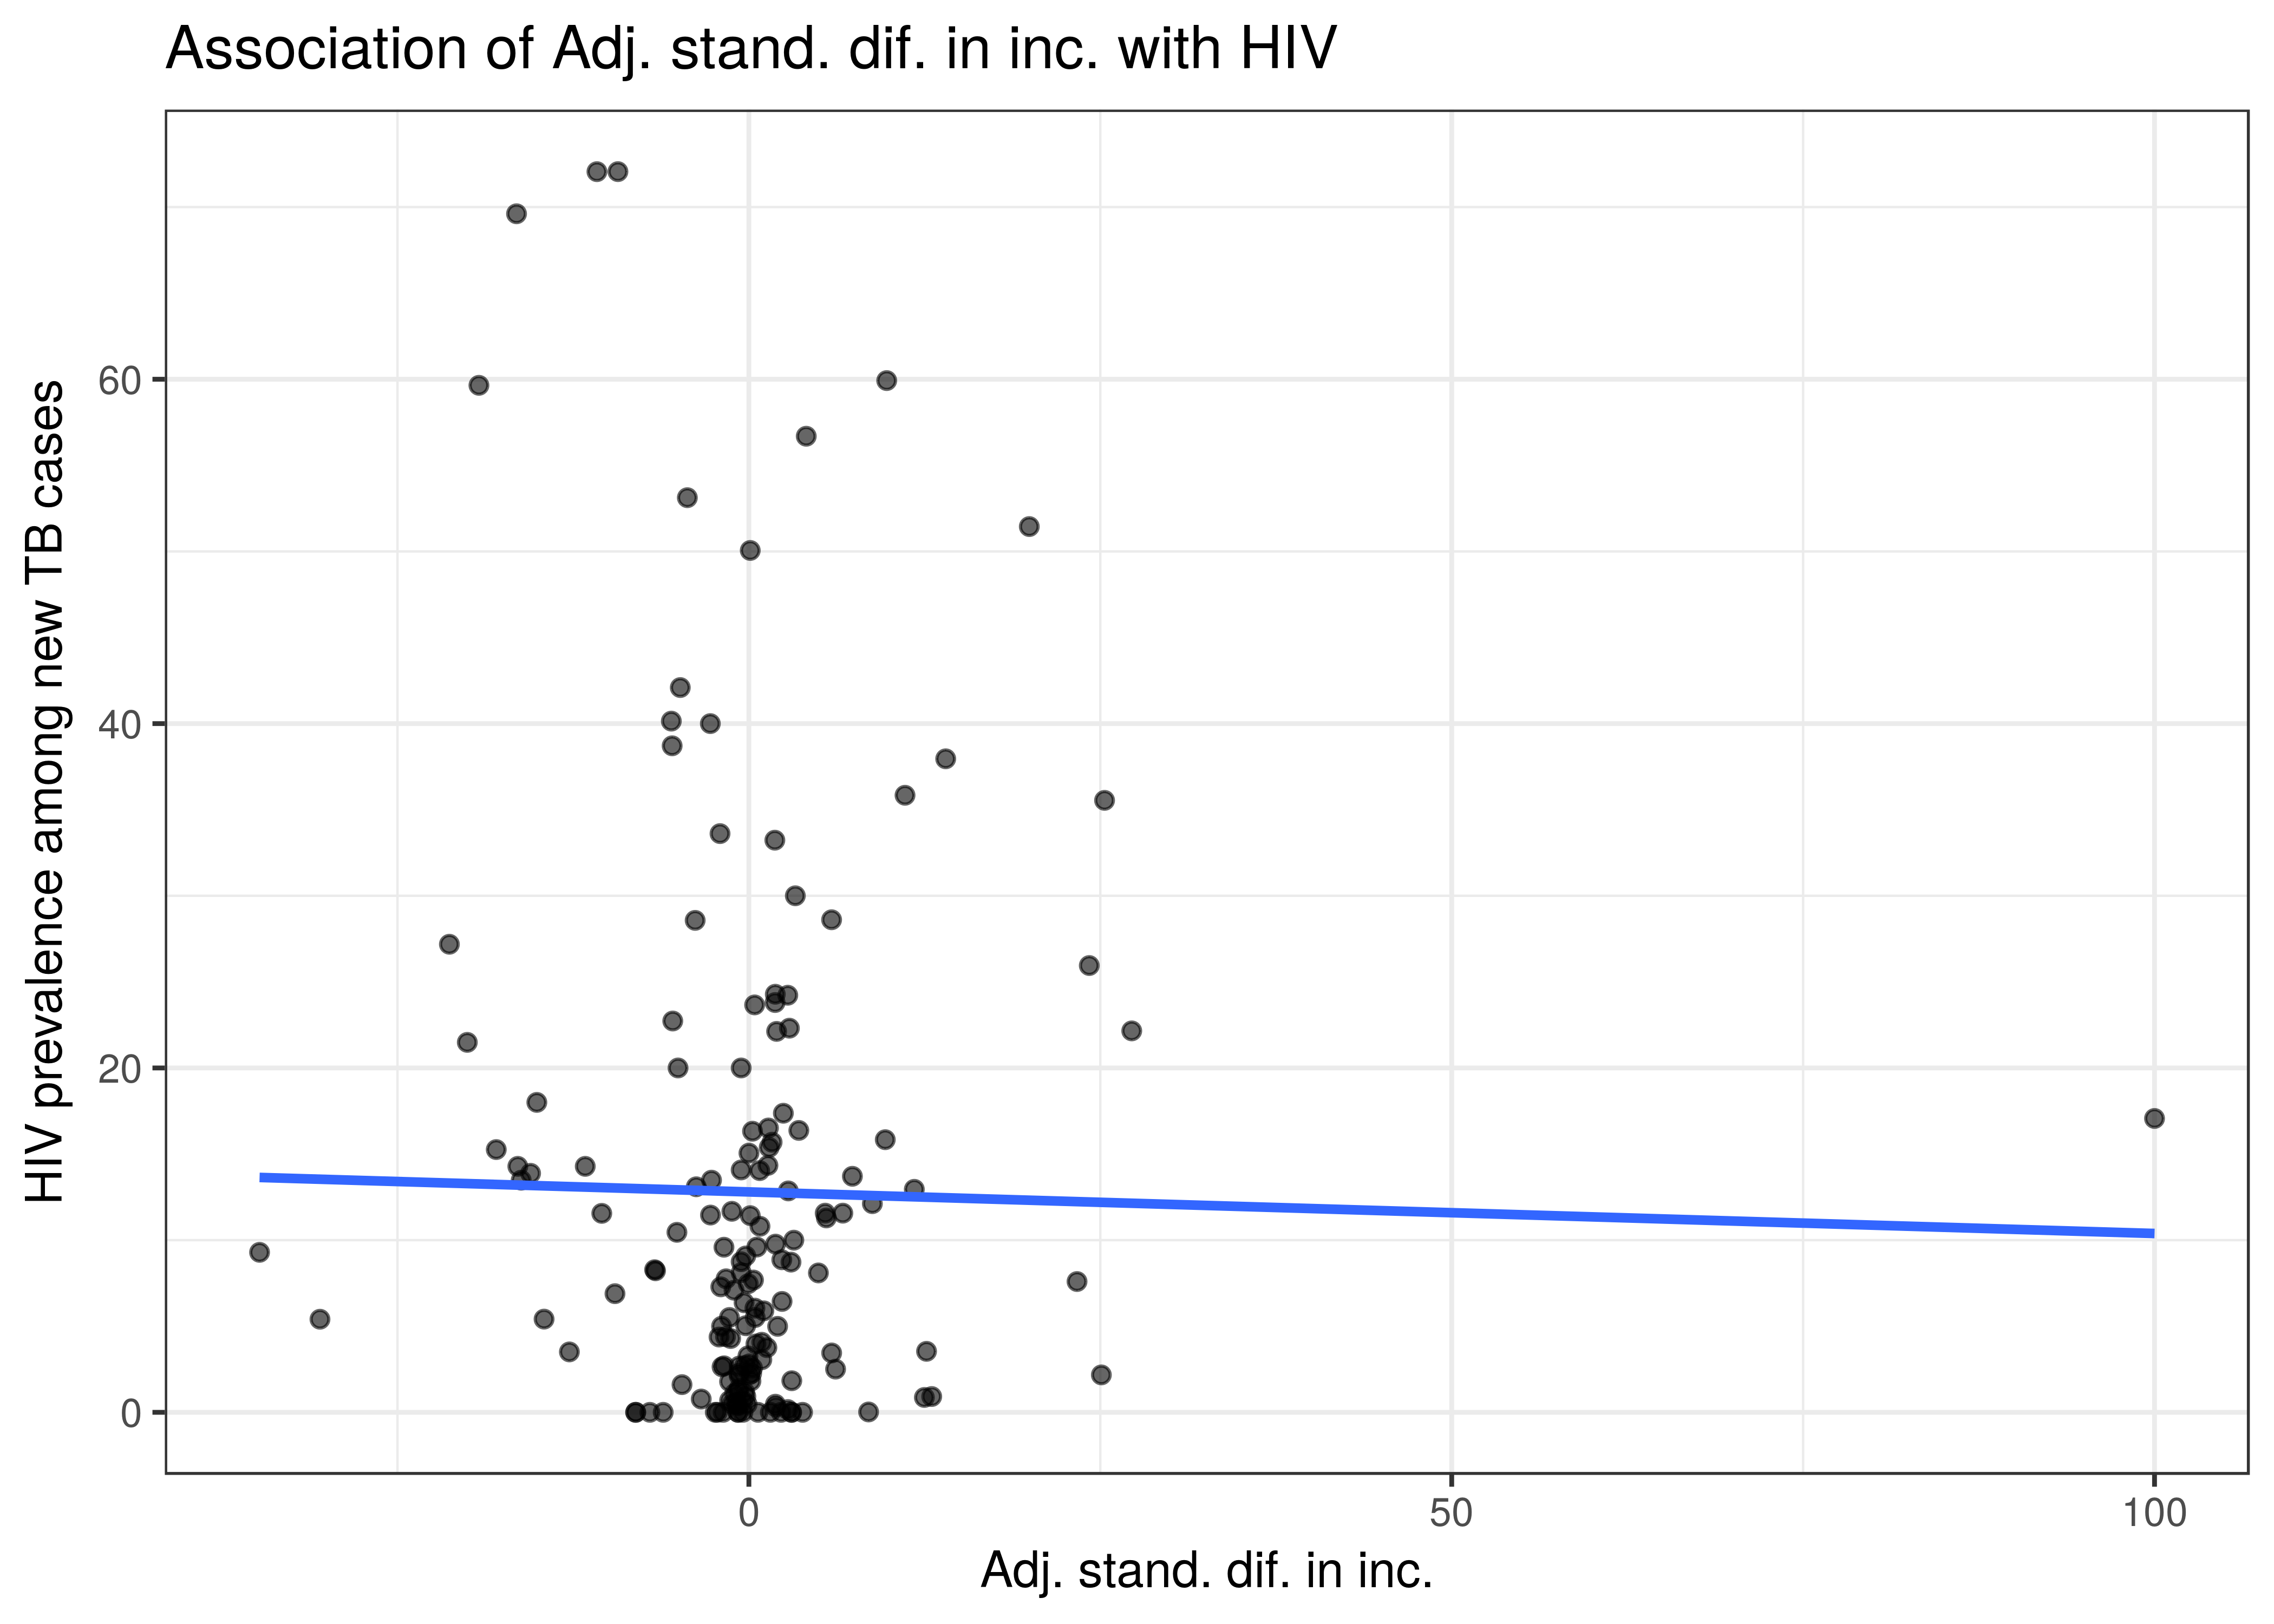 Association of Adj. stand. dif. in inc. with HIV
HIV prevalence among new TB cases
60
40
20
0
0
50
100
Adj. stand. dif. in inc.